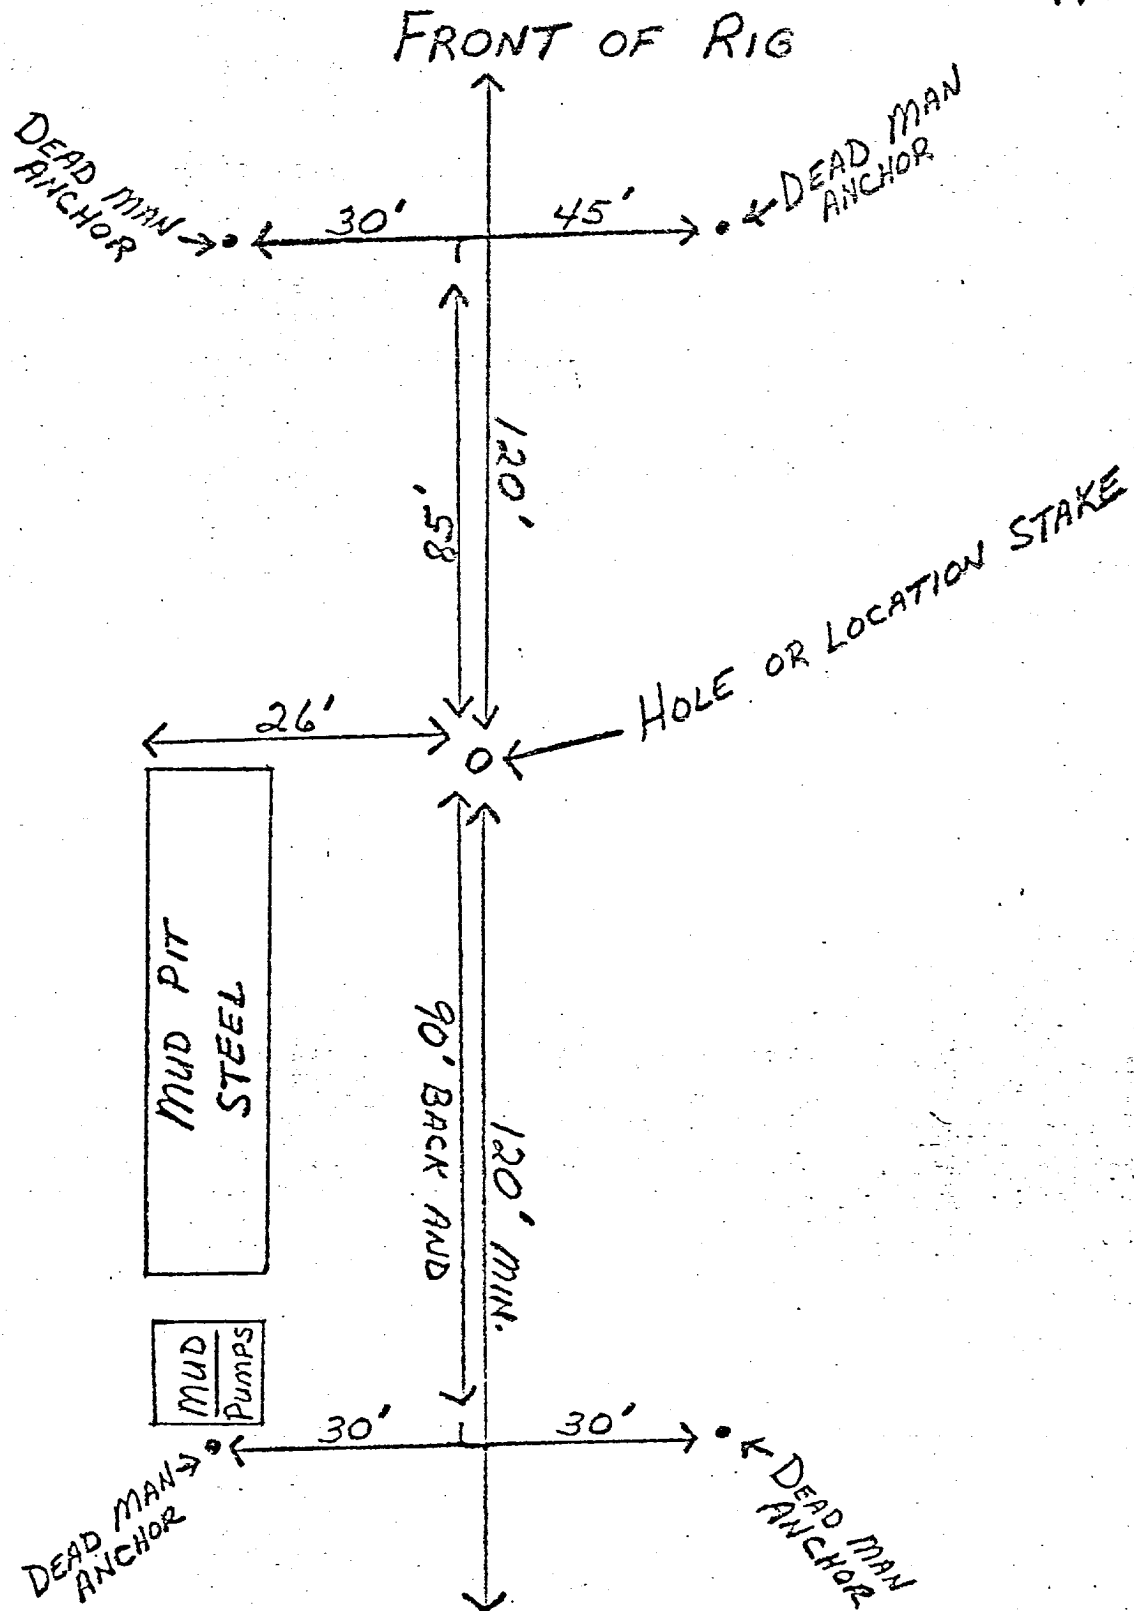 FRONT OF RIG
DEAD MAN
ANCHOR
30'
45'
DEAD MAN
ANCHOR
85'
120'
26'
HOLE OR LOCATION STAKE
MUD PIT
STEEL
90' BACK AND
120' MIN.
MUD
PUMPS
30'
30'
DEAD MAN
ANCHOR
DEAD MAN
ANCHOR